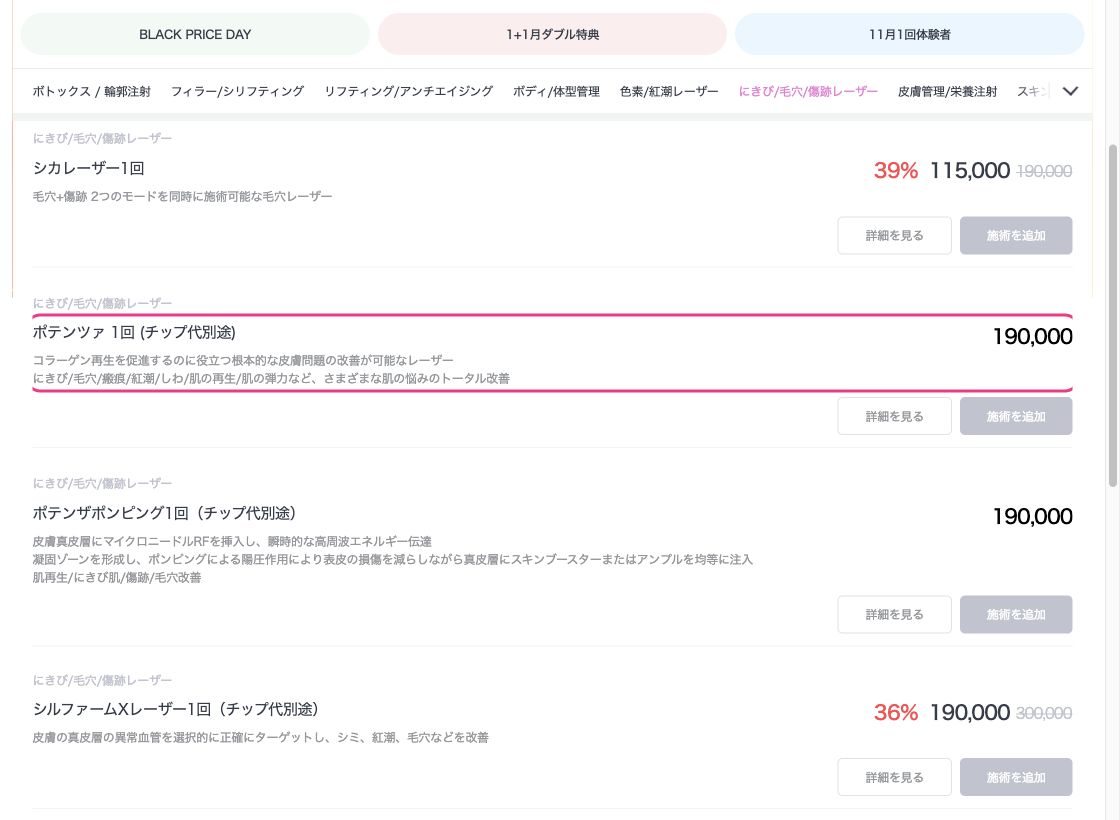 BLACK PRICE DAY
1+1月ダブル特典
11月1回体験者
ボトックス / 輪郭注射
フィラー/シリフティング
リフティング/アンチエイジング
ボディ/体型管理
色素/紅潮レーザー
にきび/毛穴/傷跡レーザー
皮膚管理/栄養注射
スキン
にきび/毛穴/傷跡レーザー
シカレーザー1回
39% 115,000 190,000
毛穴+傷跡 2つのモードを同時に施術可能な毛穴レーザー
詳細を見る
施術を追加
にきび/毛穴/傷跡レーザー
ポテンツァ 1回 (チップ代別途)
190,000
コラーゲン再生を促進するのに役立つ根本的な皮膚問題の改善が可能なレーザー
にきび/毛穴/瘢痕/紅潮/しわ/肌の再生/肌の弾力など、さまざまな肌の悩みのトータル改善
詳細を見る
施術を追加
にきび/毛穴/傷跡レーザー
ポテンザポンピング1回（チップ代別途）
190,000
皮膚真皮層にマイクロニードルRFを挿入し、瞬時的な高周波エネルギー伝達
凝固ゾーンを形成し、ポンピングによる陽圧作用により表皮の損傷を減らしながら真皮層にスキンブースターまたはアンプルを均等に注入
肌再生/にきび肌/傷跡/毛穴改善
詳細を見る
施術を追加
にきび/毛穴/傷跡レーザー
シルファームXレーザー1回（チップ代別途）
36% 190,000 300,000
皮膚の真皮層の異常血管を選択的に正確にターゲットし、シミ、紅潮、毛穴などを改善
詳細を見る
施術を追加